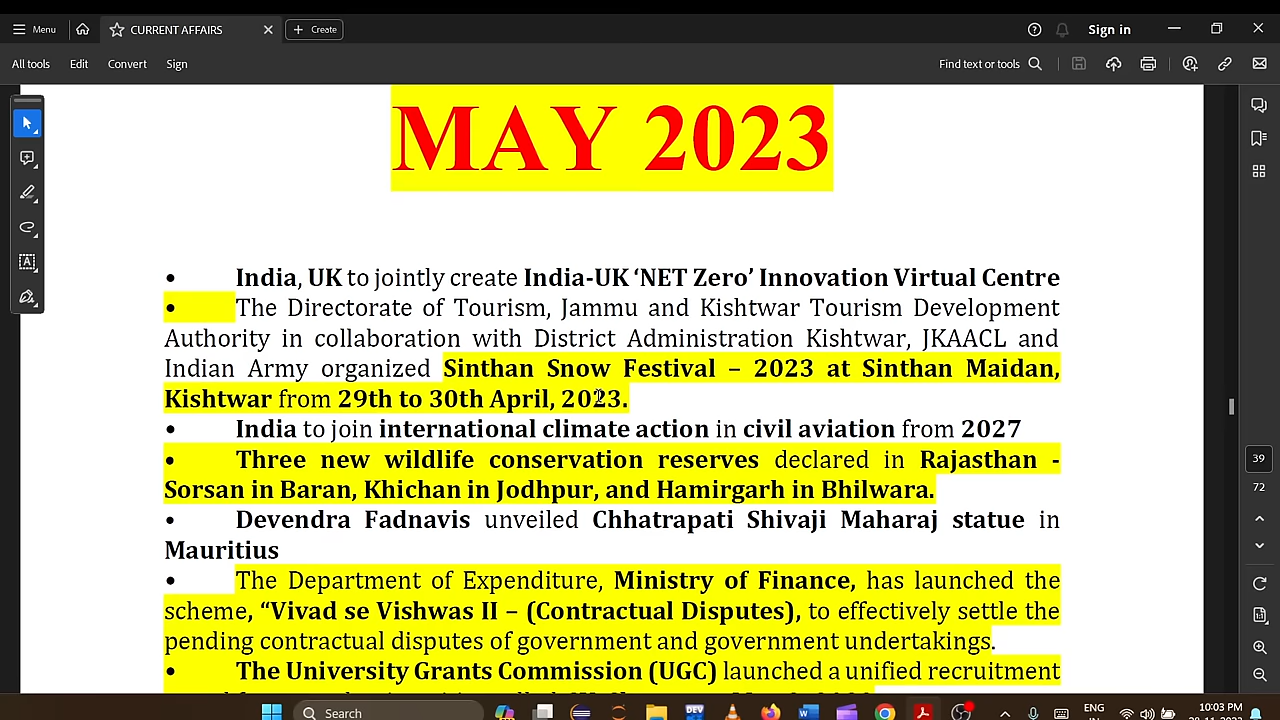 Menu
CURRENT AFFAIRS
Create
Sign in
All tools
Edit
Convert
Sign
Find text or tools
MAY 2023
• India, UK to jointly create India-UK ‘NET Zero’ Innovation Virtual Centre
• The Directorate of Tourism, Jammu and Kishtwar Tourism Development
Authority in collaboration with District Administration Kishtwar, JKAACL and
Indian Army organized Sinthan Snow Festival – 2023 at Sinthan Maidan,
Kishtwar from 29th to 30th April, 2023.
• India to join international climate action in civil aviation from 2027
• Three new wildlife conservation reserves declared in Rajasthan -
Sorsan in Baran, Khichan in Jodhpur, and Hamirgarh in Bhilwara.
• Devendra Fadnavis unveiled Chhatrapati Shivaji Maharaj statue in
Mauritius
• The Department of Expenditure, Ministry of Finance, has launched the
scheme, “Vivad se Vishwas II – (Contractual Disputes), to effectively settle the
pending contractual disputes of government and government undertakings.
• The University Grants Commission (UGC) launched a unified recruitment
39
72
Search
DEV
ENG
IN
10:03 PM